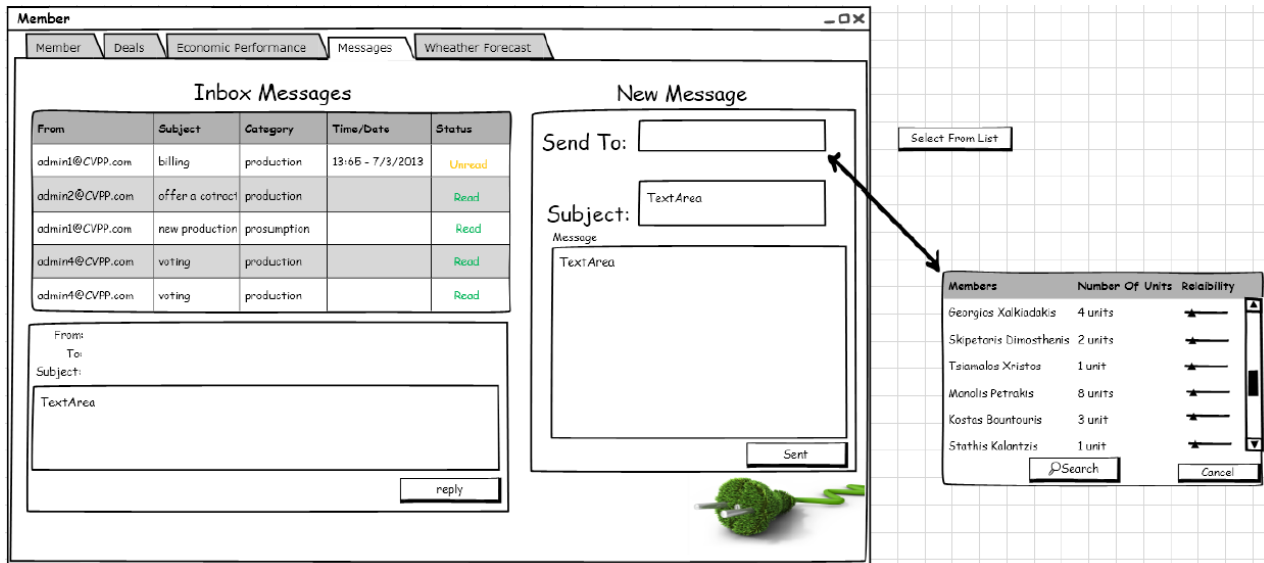 Member
Member Deals Economic Performance Messages Wheather Forecast
Inbox Messages
From Subject Category Time/Date Status
admin1@CVPP.com billing production 13:65 - 7/3/2013 Unread
admin2@CVPP.com offer a cotract production Read
admin1@CVPP.com new production prosumption Read
admin4@CVPP.com voting production Read
admin4@CVPP.com voting production Read
From:
To:
Subject:
TextArea
reply
New Message
Send To:
Subject: TextArea
Message
TextArea
Sent
Select From List
Members Number Of Units Relaibility
Georgios Xalkiadakis 4 units
Skipetaris Dimosthenis 2 units
Tsiamalos Xristos 1 unit
Manolis Petrakis 8 units
Kostas Bountouris 3 unit
Stathis Kalantzis 1 unit
Search Cancel